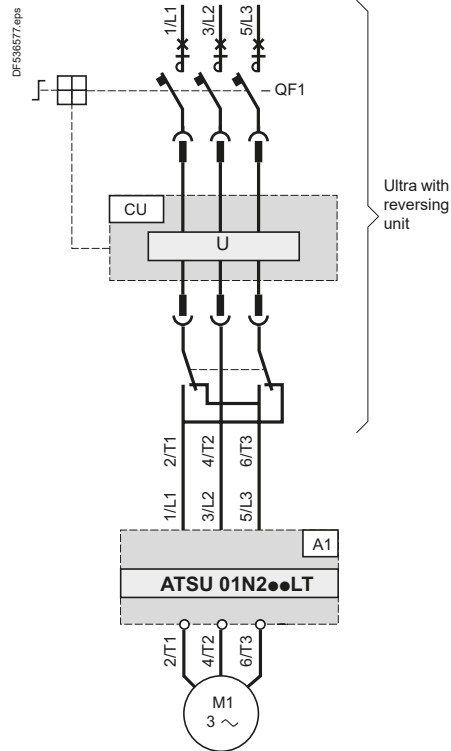 DF536577.eps
1/L1
3/L2
5/L3
QF1
CU
U
Ultra with
reversing
unit
2/T1
4/T2
6/T3
1/L1
3/L2
5/L3
A1
ATSU 01N2●●LT
2/T1
4/T2
6/T3
M1
3 ~